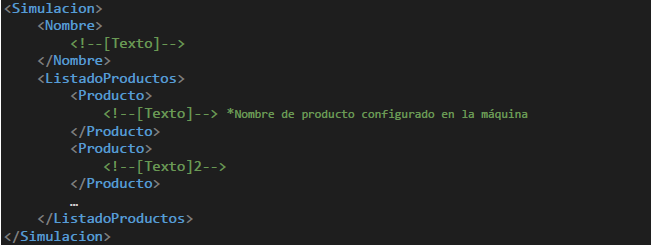 <Simulacion>
<Nombre>
<!--[Texto]-->
</Nombre>
<ListadoProductos>
<Producto>
<!--[Texto]--> *Nombre de producto configurado en la máquina
</Producto>
<Producto>
<!--[Texto]2-->
</Producto>
…
</ListadoProductos>
</Simulacion>